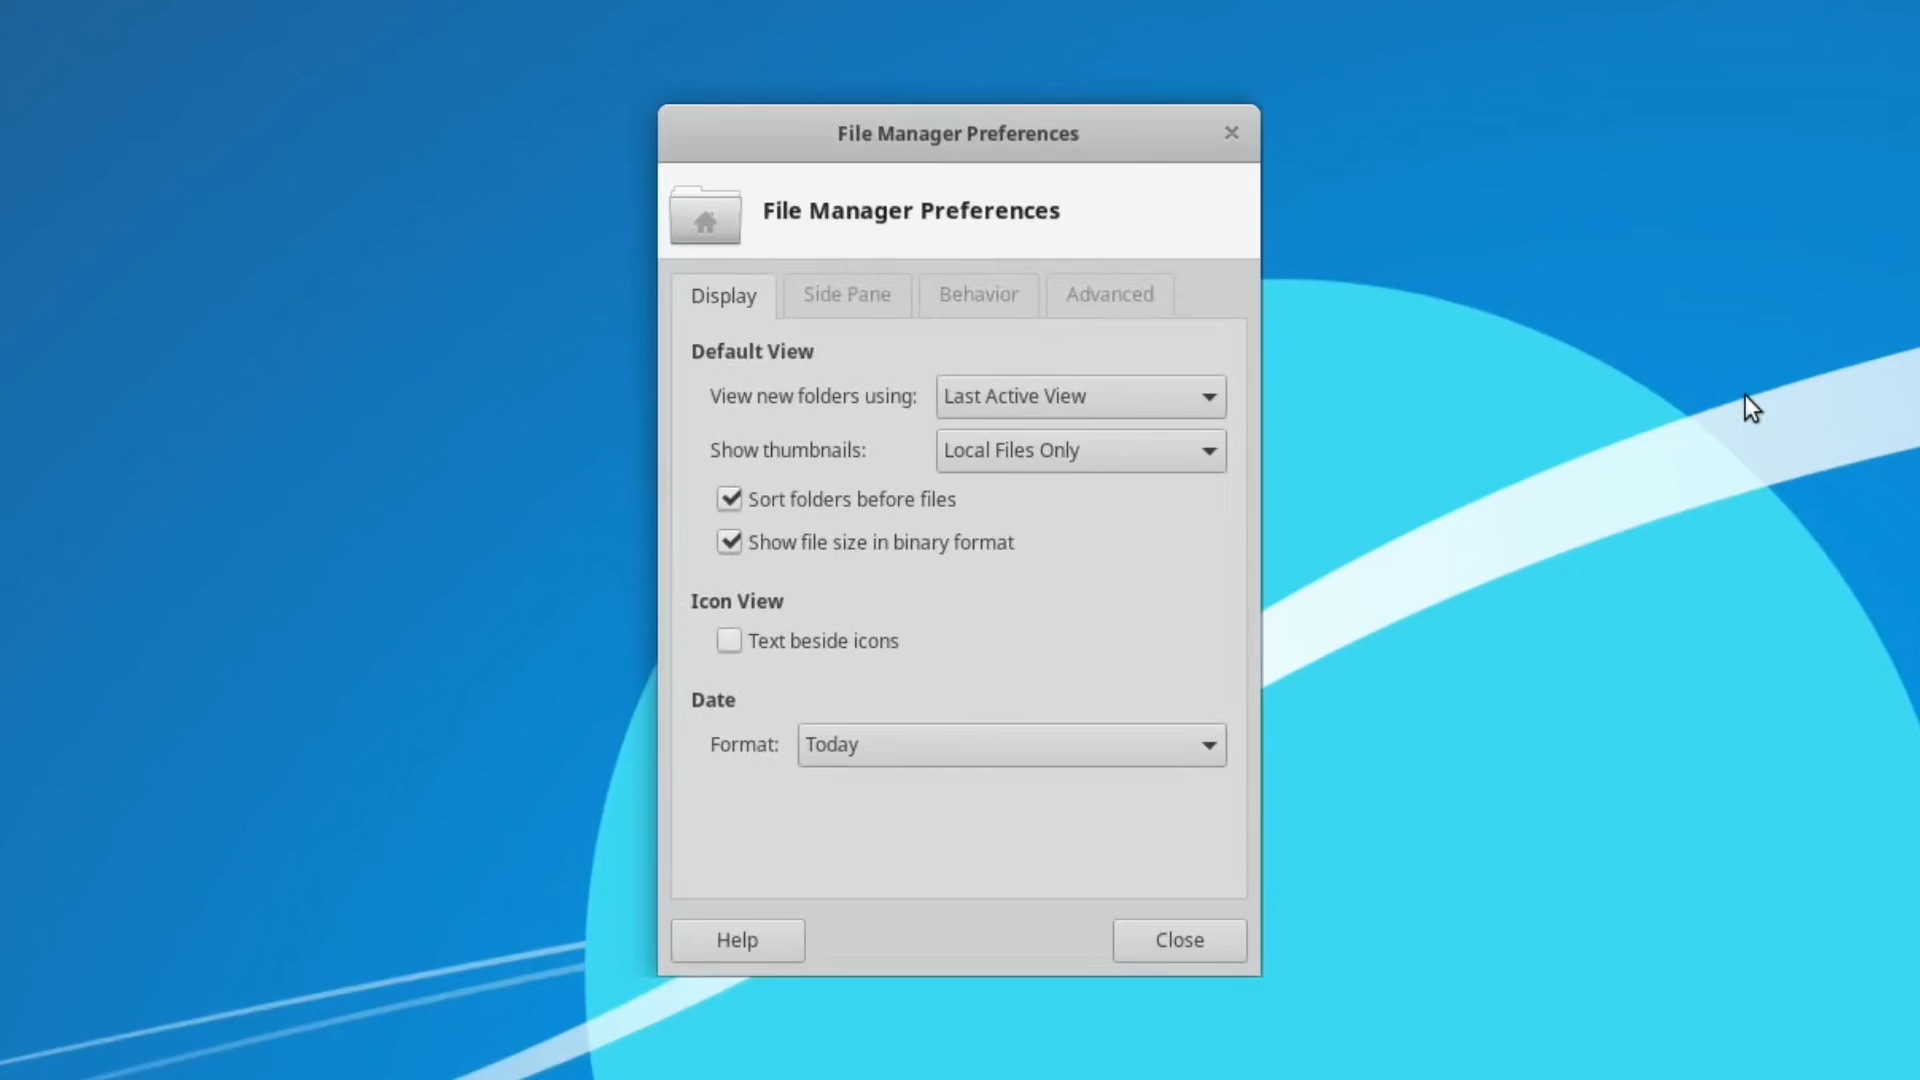 File Manager Preferences
File Manager Preferences
Display Side Pane Behavior Advanced
Default View
View new folders using: Last Active View
Show thumbnails: Local Files Only
Sort folders before files
Show file size in binary format
Icon View
Text beside icons
Date
Format: Today
Help Close